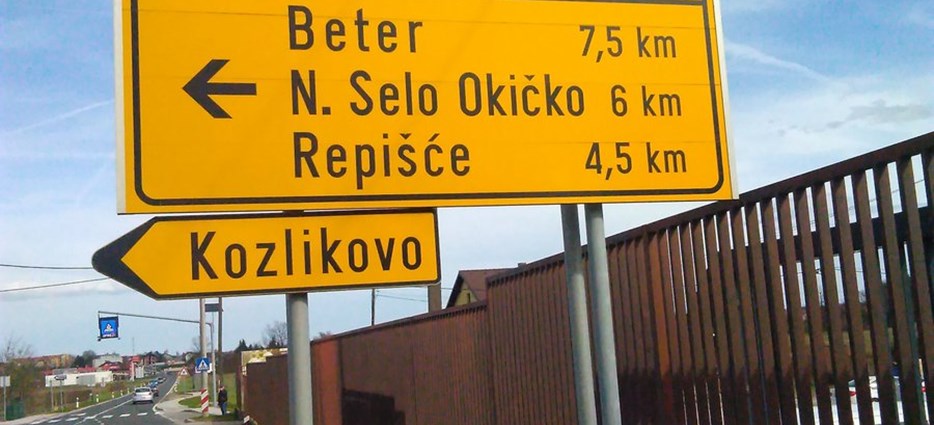 Beter 7,5 km
N. Selo Okičko 6 km
Repišće 4,5 km
Kozlikovo